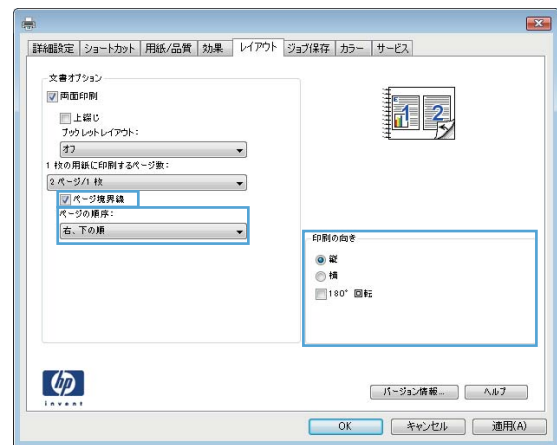 詳細設定 ショートカット 用紙/品質 効果 レイアウト ジョブ保存 カラー サービス
文書オプション
両面印刷
上綴じ
ブックレットレイアウト:
オフ
1 枚の用紙に印刷するページ数:
2 ページ/1 枚
ページ境界線
ページの順序:
右、下の順
1 2
印刷の向き
縦
横
180° 回転
hp
invent
バージョン情報... ヘルプ
OK キャンセル 適用(A)